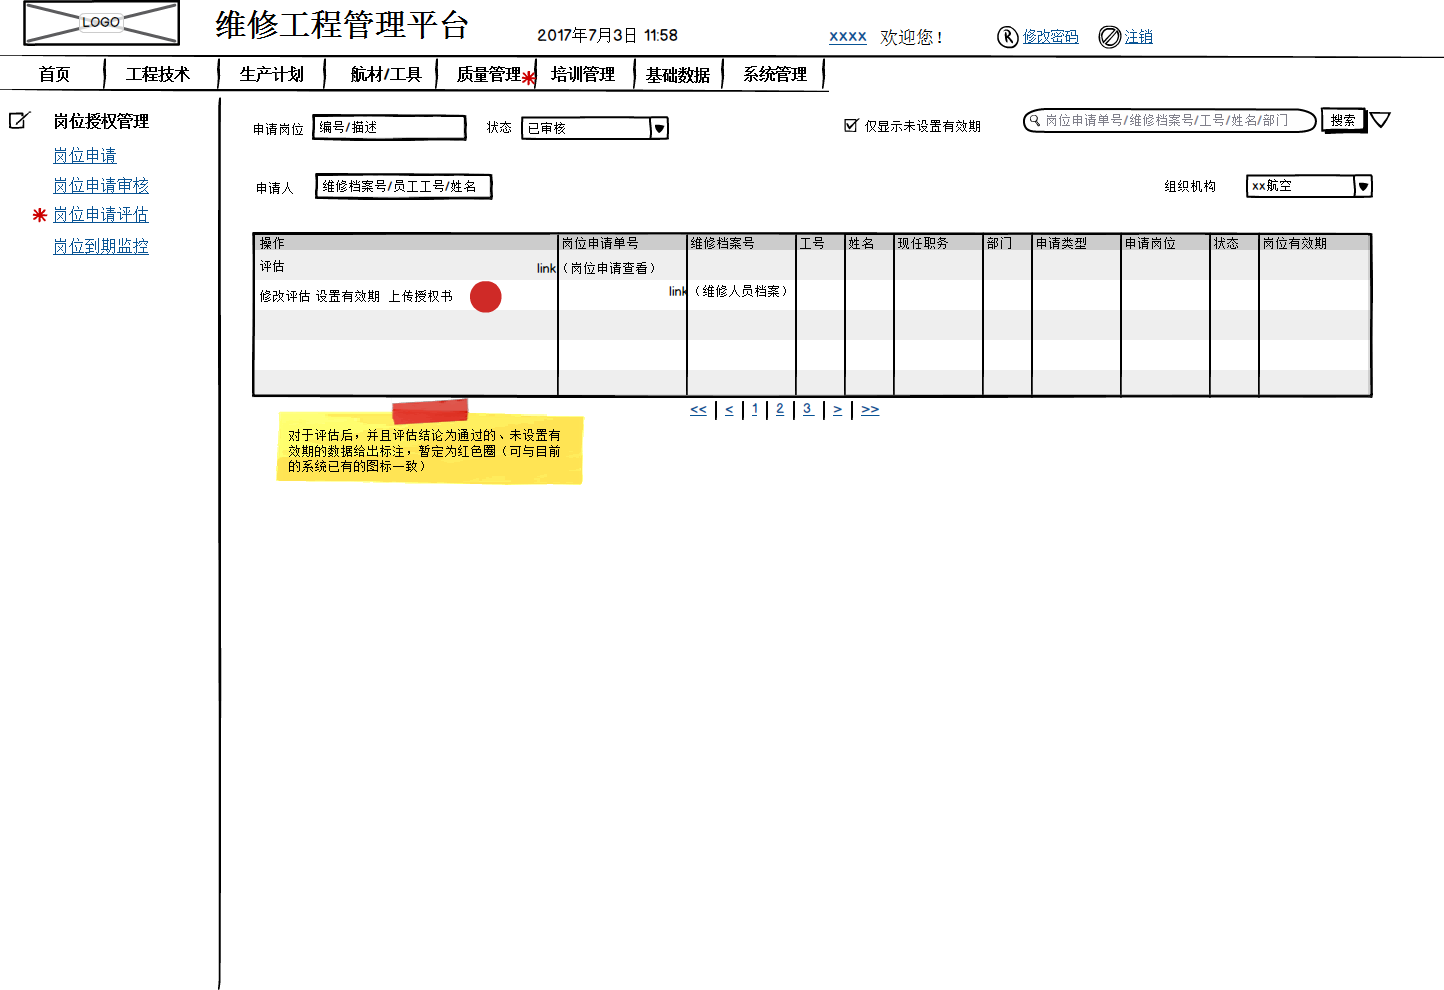 LOGO
维修工程管理平台
2017年7月3日 11:58
xxxx 欢迎您！
R 修改密码
注销
首页 工程技术 生产计划 航材/工具 质量管理 培训管理 基础数据 系统管理
岗位授权管理
岗位申请
岗位申请审核
岗位申请评估
岗位到期监控
申请岗位 编号/描述 状态 已审核 仅显示未设置有效期 岗位申请单号/维修档案号/工号/姓名/部门 搜索
申请人 维修档案号/员工工号/姓名 组织机构 xx航空
操作 岗位申请单号 维修档案号 工号 姓名 现任职务 部门 申请类型 申请岗位 状态 岗位有效期
评估 link（岗位申请查看）
link（维修人员档案）
修改评估 设置有效期 上传授权书
<< < 1 2 3 > >>
对于评估后，并且评估结论为通过的、未设置有
效期的数据给出标注，暂定为红色圈（可与目前
的系统已有的图标一致）